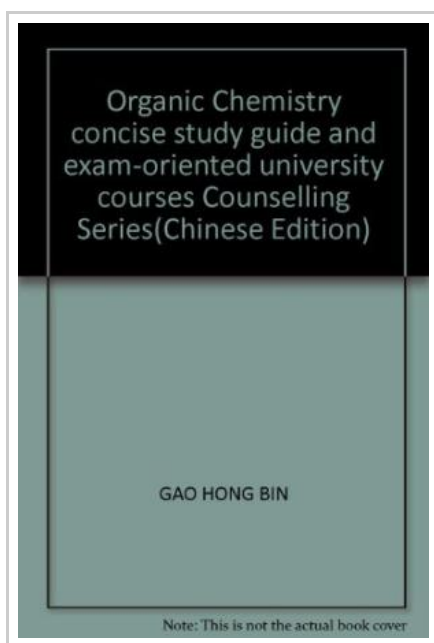 Organic Chemistry
concise study guide and
exam-oriented university
courses Counselling
Series(Chinese Edition)
GAO HONG BIN
Note: This is not the actual book cover